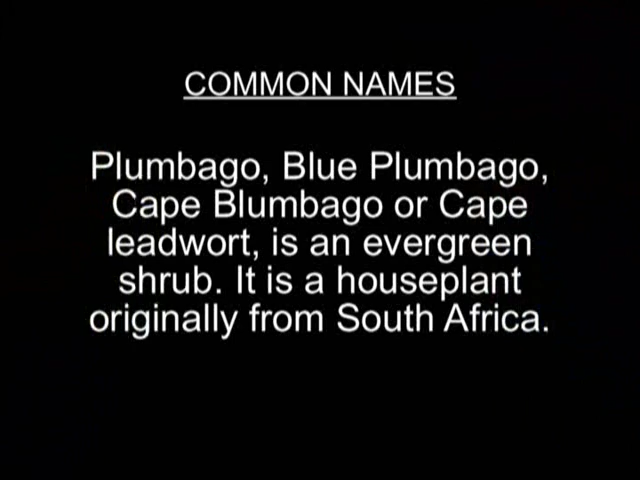 COMMON NAMES
Plumbago, Blue Plumbago,
Cape Blumbago or Cape
leadwort, is an evergreen
shrub. It is a houseplant
originally from South Africa.